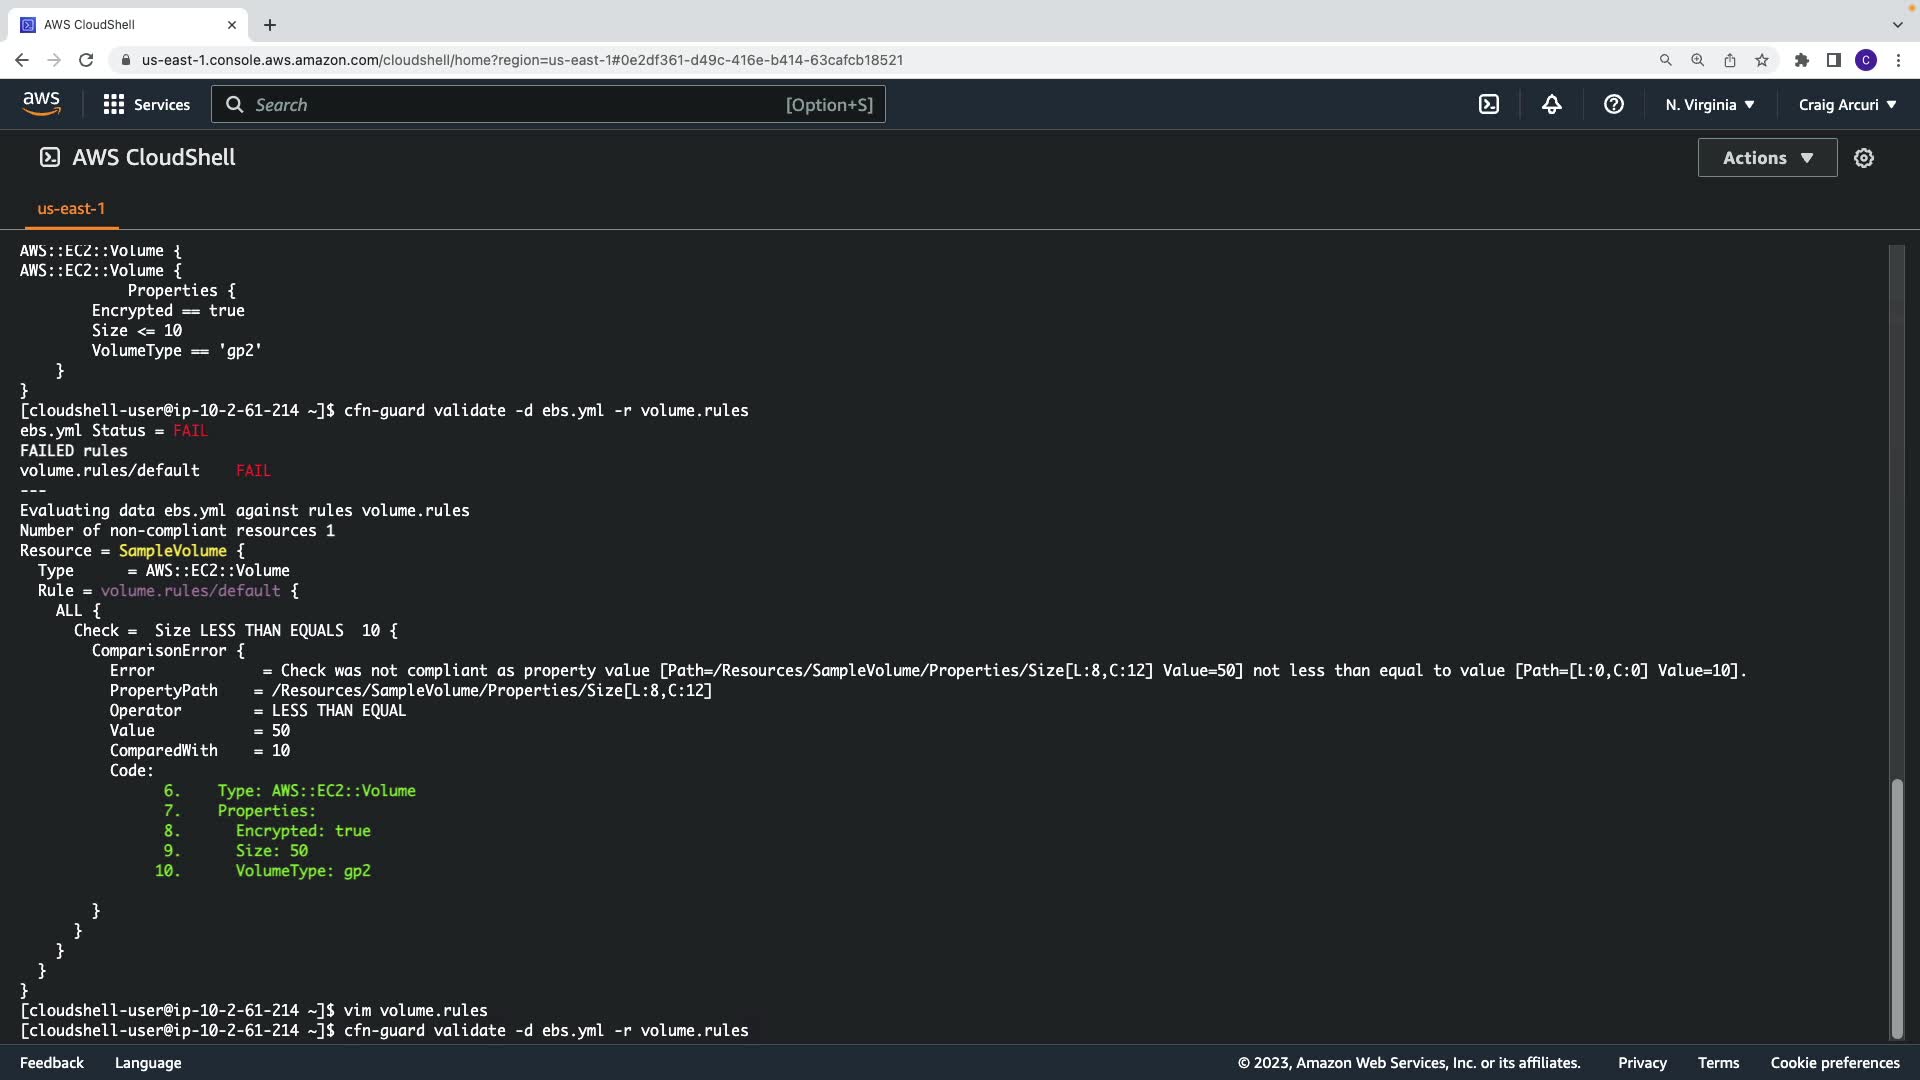 AWS CloudShell
us-east-1.console.aws.amazon.com/cloudshell/home?region=us-east-1#0e2df361-d49c-416e-b414-63cafcb18521
C
aws
Services
Search
[Option+S]
N. Virginia ▼
Craig Arcuri ▼
AWS CloudShell
Actions ▼
us-east-1
AWS::EC2::Volume {
AWS::EC2::Volume {
            Properties {
        Encrypted == true
        Size <= 10
        VolumeType == 'gp2'
    }
}
[cloudshell-user@ip-10-2-61-214 ~]$ cfn-guard validate -d ebs.yml -r volume.rules
ebs.yml Status = FAIL
FAILED rules
volume.rules/default    FAIL
---
Evaluating data ebs.yml against rules volume.rules
Number of non-compliant resources 1
Resource = SampleVolume {
  Type      = AWS::EC2::Volume
  Rule = volume.rules/default {
    ALL {
      Check =  Size LESS THAN EQUALS  10 {
        ComparisonError {
          Error            = Check was not compliant as property value [Path=/Resources/SampleVolume/Properties/Size[L:8,C:12] Value=50] not less than equal to value [Path=[L:0,C:0] Value=10].
          PropertyPath    = /Resources/SampleVolume/Properties/Size[L:8,C:12]
          Operator        = LESS THAN EQUAL
          Value           = 50
          ComparedWith    = 10
          Code:
                6.    Type: AWS::EC2::Volume
                7.    Properties:
                8.      Encrypted: true
                9.      Size: 50
               10.      VolumeType: gp2
        }
      }
    }
  }
}
[cloudshell-user@ip-10-2-61-214 ~]$ vim volume.rules
[cloudshell-user@ip-10-2-61-214 ~]$ cfn-guard validate -d ebs.yml -r volume.rules
Feedback
Language
© 2023, Amazon Web Services, Inc. or its affiliates.
Privacy
Terms
Cookie preferences